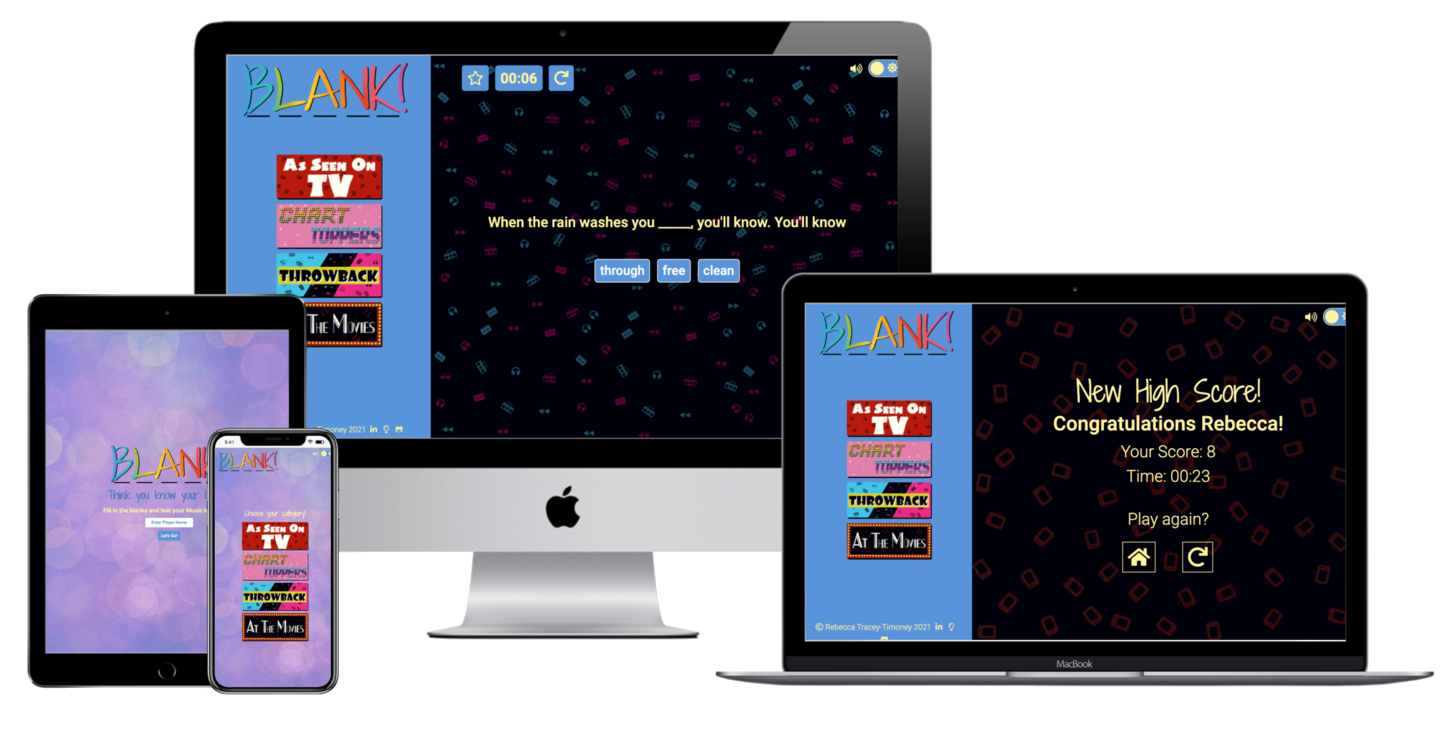 BLANK!
00:06
As Seen On
TV
CHART
TOPPERS
THROWBACK
The Movies
When the rain washes you _____, you'll know. You'll know
through free clean
Timoney 2021 in
BLANK!
As Seen On
TV
CHART
TOPPERS
THROWBACK
At The Movies
© Rebecca Tracey-Timoney 2021 in
New High Score!
Congratulations Rebecca!
Your Score: 8
Time: 00:23
Play again?
MacBook
BLAN
Think you know your
Fill in the blanks and test your Music
Enter Player Name
Let's Go!
9:41
BLANK!
Choose your category!
As Seen On
TV
CHART
TOPPERS
THROWBACK
At The Movies